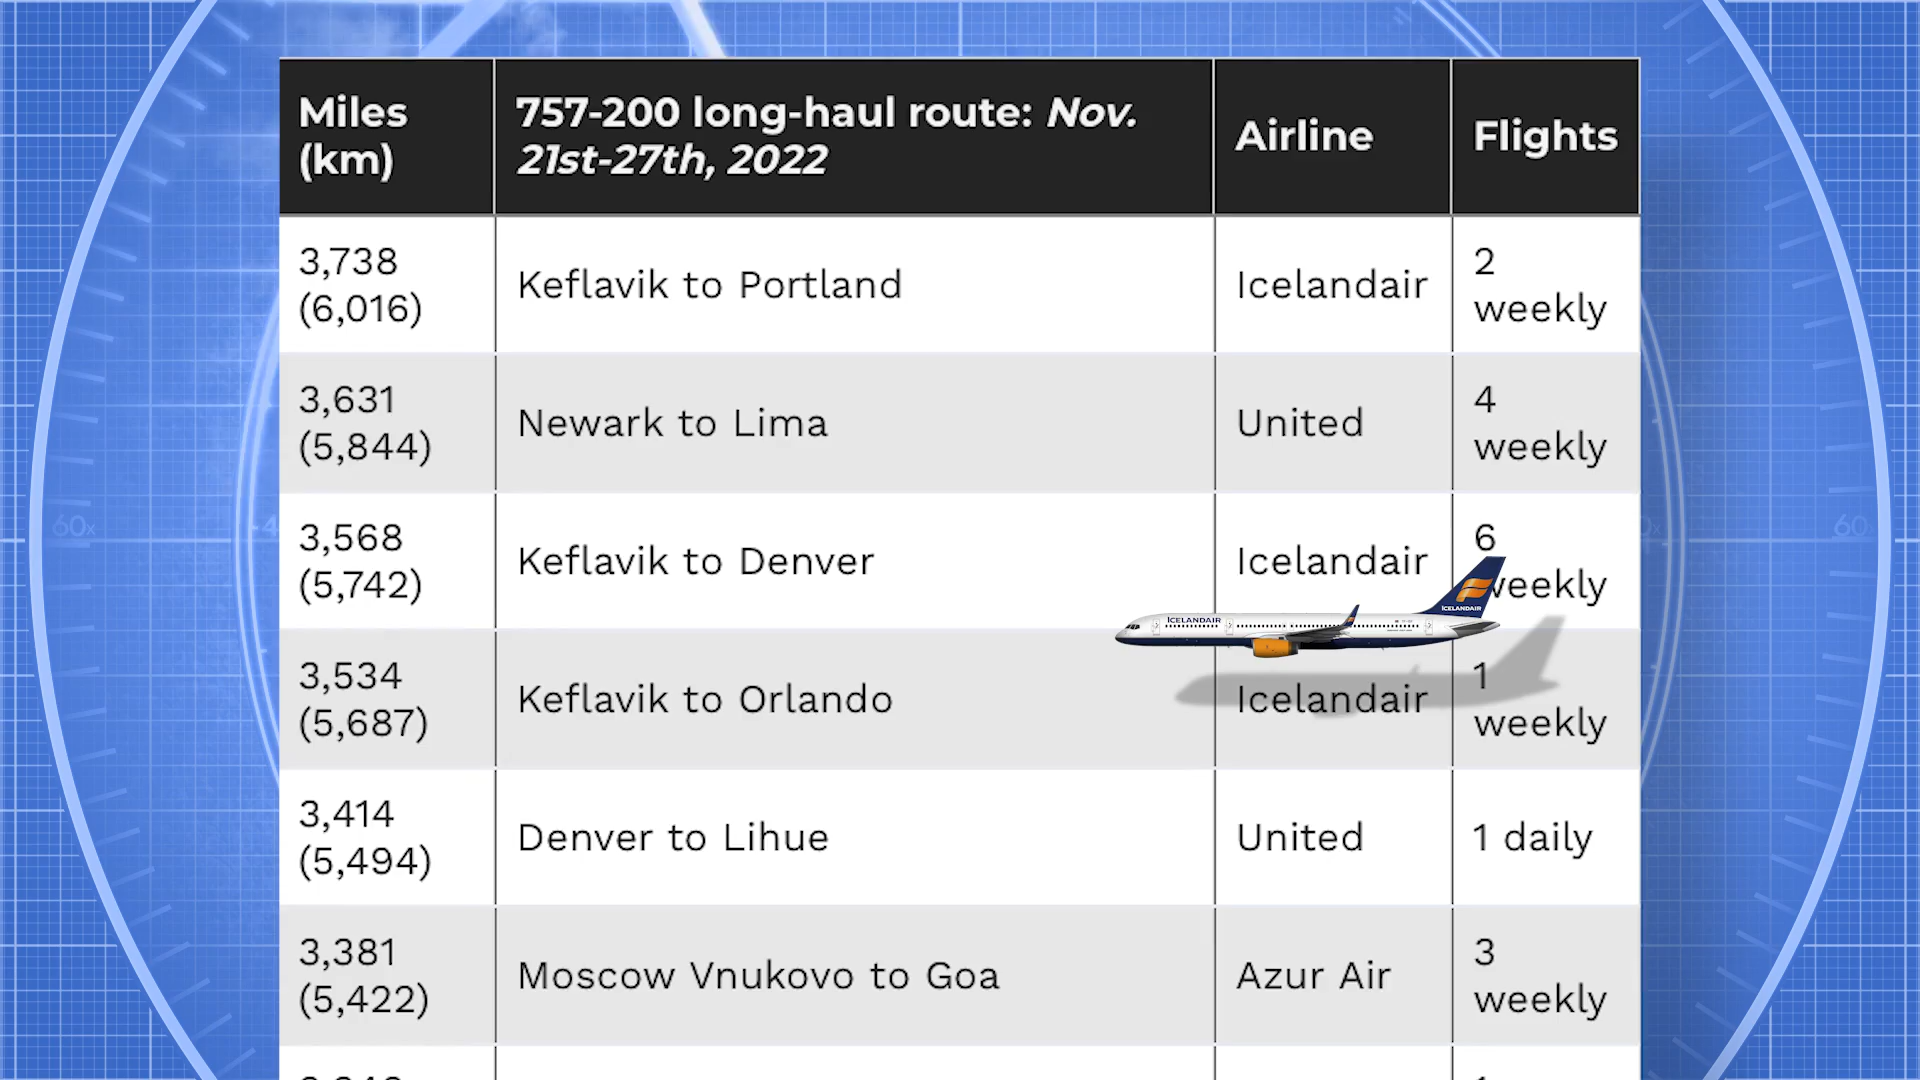 Miles
(km)
757-200 long-haul route: Nov.
21st-27th, 2022
Airline
Flights
3,738
(6,016)
Keflavik to Portland
Icelandair
2
weekly
3,631
(5,844)
Newark to Lima
United
4
weekly
3,568
(5,742)
Keflavik to Denver
Icelandair
6
weekly
ICELANDAIR
ICELANDAIR
3,534
(5,687)
Keflavik to Orlando
Icelandair
1
weekly
3,414
(5,494)
Denver to Lihue
United
1 daily
3,381
(5,422)
Moscow Vnukovo to Goa
Azur Air
3
weekly
60x
60